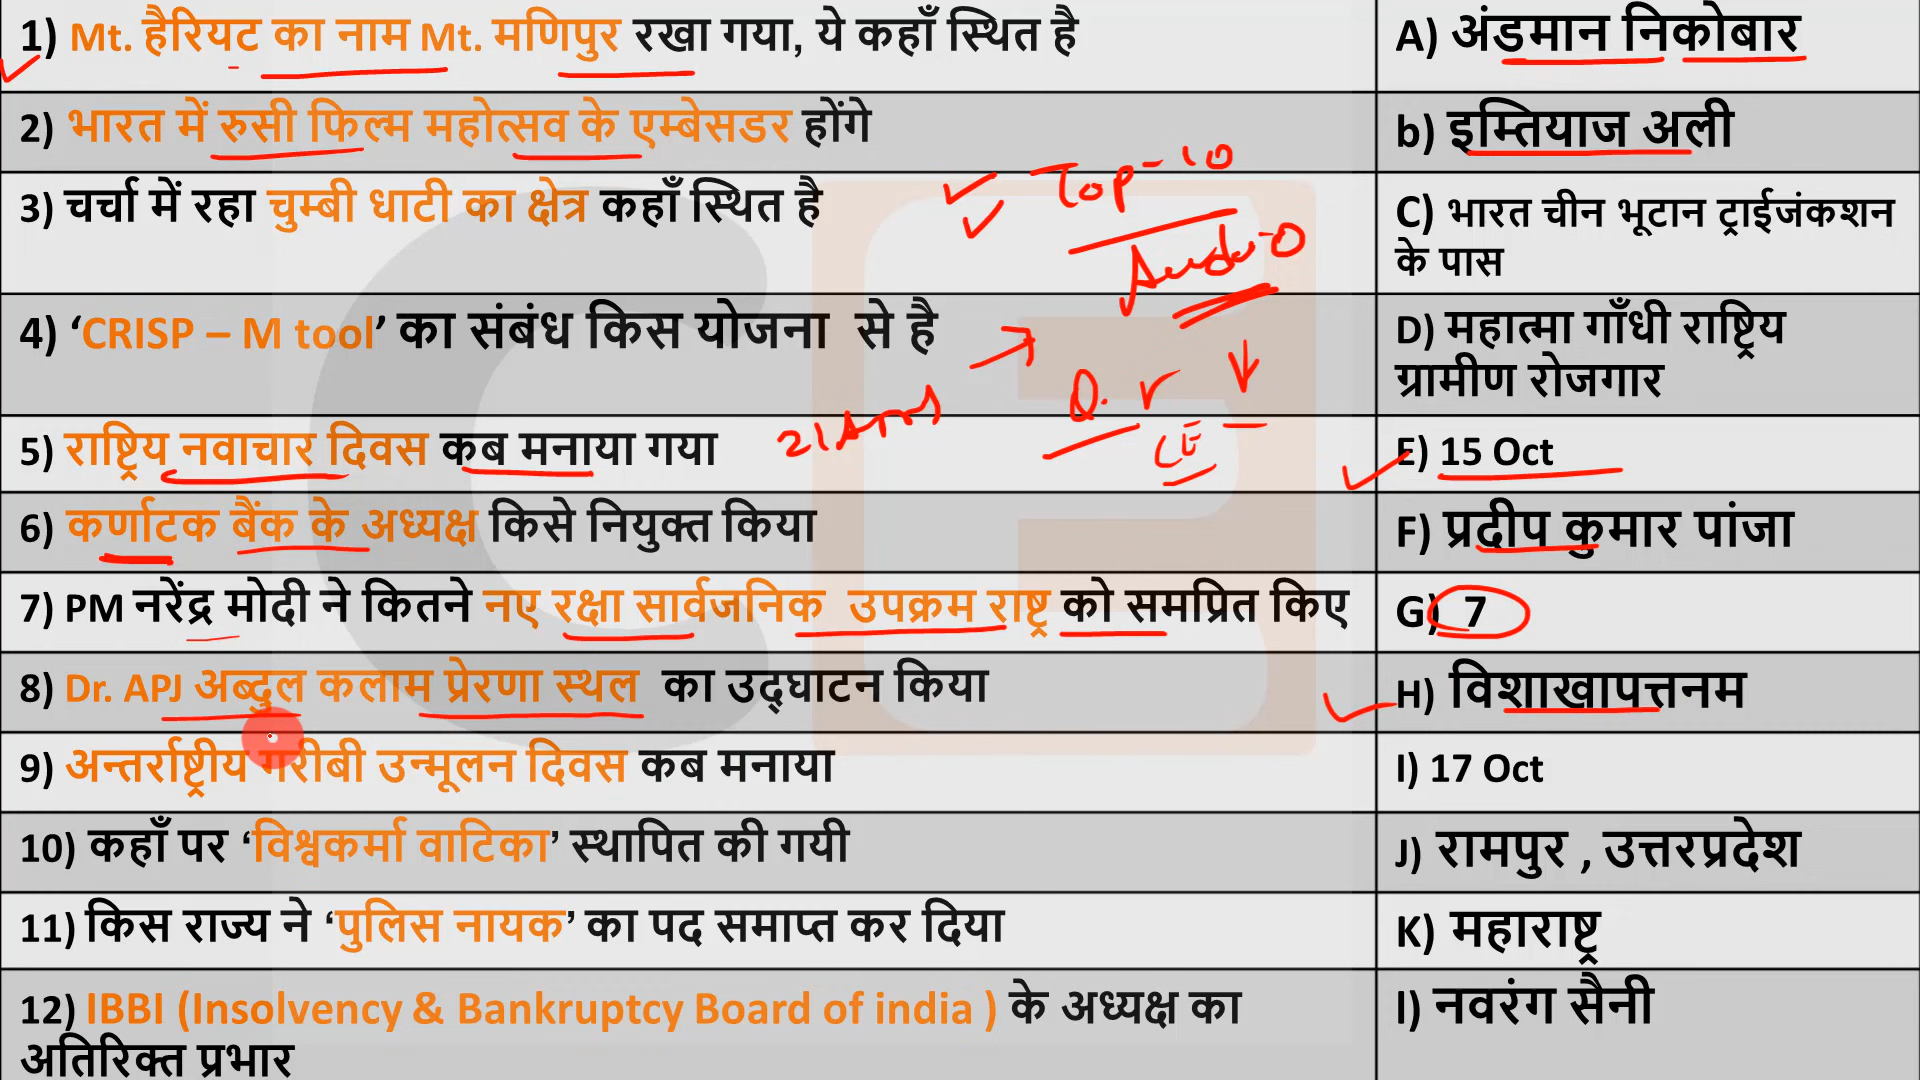 1) Mt. हैरियट का नाम Mt. मणिपुर रखा गया, ये कहाँ स्थित है
A) अंडमान निकोबार
2) भारत में रुसी फिल्म महोत्सव के एम्बेसडर होंगे
b) इम्तियाज अली
3) चर्चा में रहा चुम्बी धाटी का क्षेत्र कहाँ स्थित है
C) भारत चीन भूटान ट्राईजंकशन
के पास
Top-10
4) ‘CRISP – M tool’ का संबंध किस योजना से है
D) महात्मा गाँधी राष्ट्रिय
ग्रामीण रोजगार
5) राष्ट्रिय नवाचार दिवस कब मनाया गया
E) 15 Oct
6) कर्णाटक बैंक के अध्यक्ष किसे नियुक्त किया
F) प्रदीप कुमार पांजा
7) PM नरेंद्र मोदी ने कितने नए रक्षा सार्वजनिक उपक्रम राष्ट्र को समप्रित किए
G) 7
8) Dr. APJ अब्दुल कलाम प्रेरणा स्थल का उद्घाटन किया
H) विशाखापत्तनम
9) अन्तर्राष्ट्रीय गरीबी उन्मूलन दिवस कब मनाया
I) 17 Oct
10) कहाँ पर ‘विश्वकर्मा वाटिका’ स्थापित की गयी
J) रामपुर , उत्तरप्रदेश
11) किस राज्य ने ‘पुलिस नायक’ का पद समाप्त कर दिया
K) महाराष्ट्र
12) IBBI (Insolvency & Bankruptcy Board of india ) के अध्यक्ष का
अतिरिक्त प्रभार
l) नवरंग सैनी